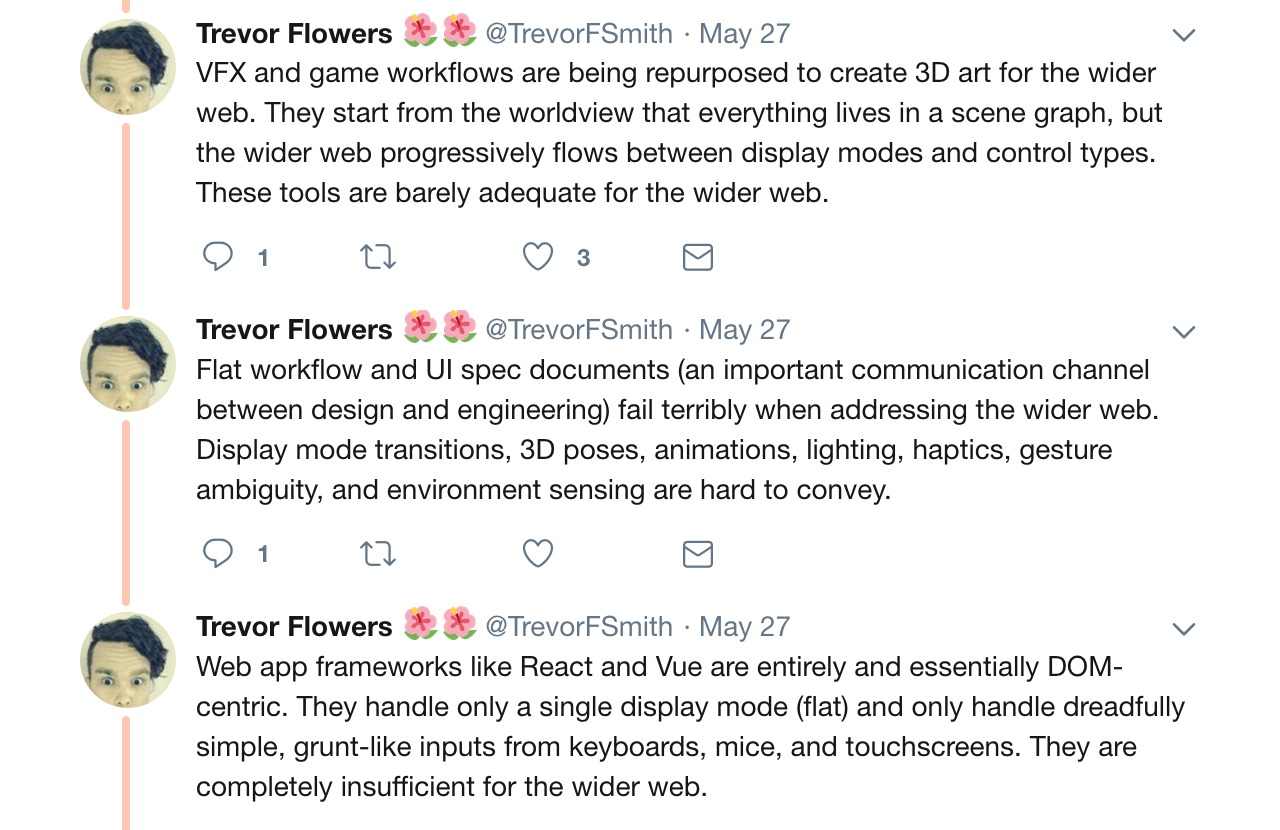 Trevor Flowers 🌺🌺 @TrevorFSmith · May 27
VFX and game workflows are being repurposed to create 3D art for the wider
web. They start from the worldview that everything lives in a scene graph, but
the wider web progressively flows between display modes and control types.
These tools are barely adequate for the wider web.
1 3
Trevor Flowers 🌺🌺 @TrevorFSmith · May 27
Flat workflow and UI spec documents (an important communication channel
between design and engineering) fail terribly when addressing the wider web.
Display mode transitions, 3D poses, animations, lighting, haptics, gesture
ambiguity, and environment sensing are hard to convey.
1
Trevor Flowers 🌺🌺 @TrevorFSmith · May 27
Web app frameworks like React and Vue are entirely and essentially DOM-
centric. They handle only a single display mode (flat) and only handle dreadfully
simple, grunt-like inputs from keyboards, mice, and touchscreens. They are
completely insufficient for the wider web.